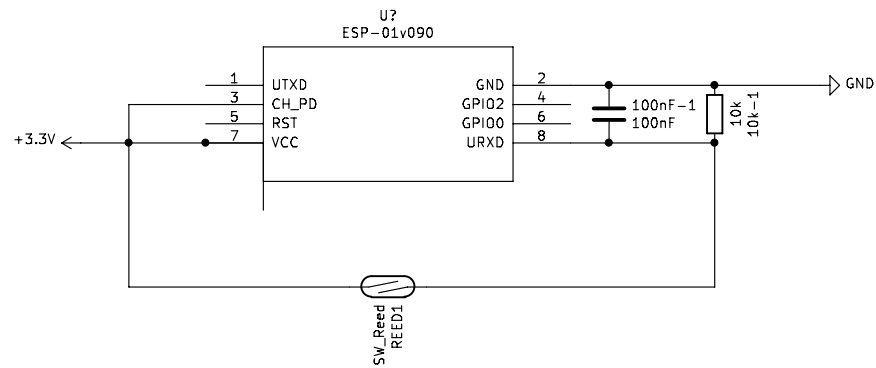 U?
ESP-01v090
1 UTXD GND 2
3 CH_PD GPIO2 4
5 RST GPIO0 6
7 VCC URXD 8
+3.3V
GND
100nF-1
100nF
10k
10k-1
SW_Reed
REED1